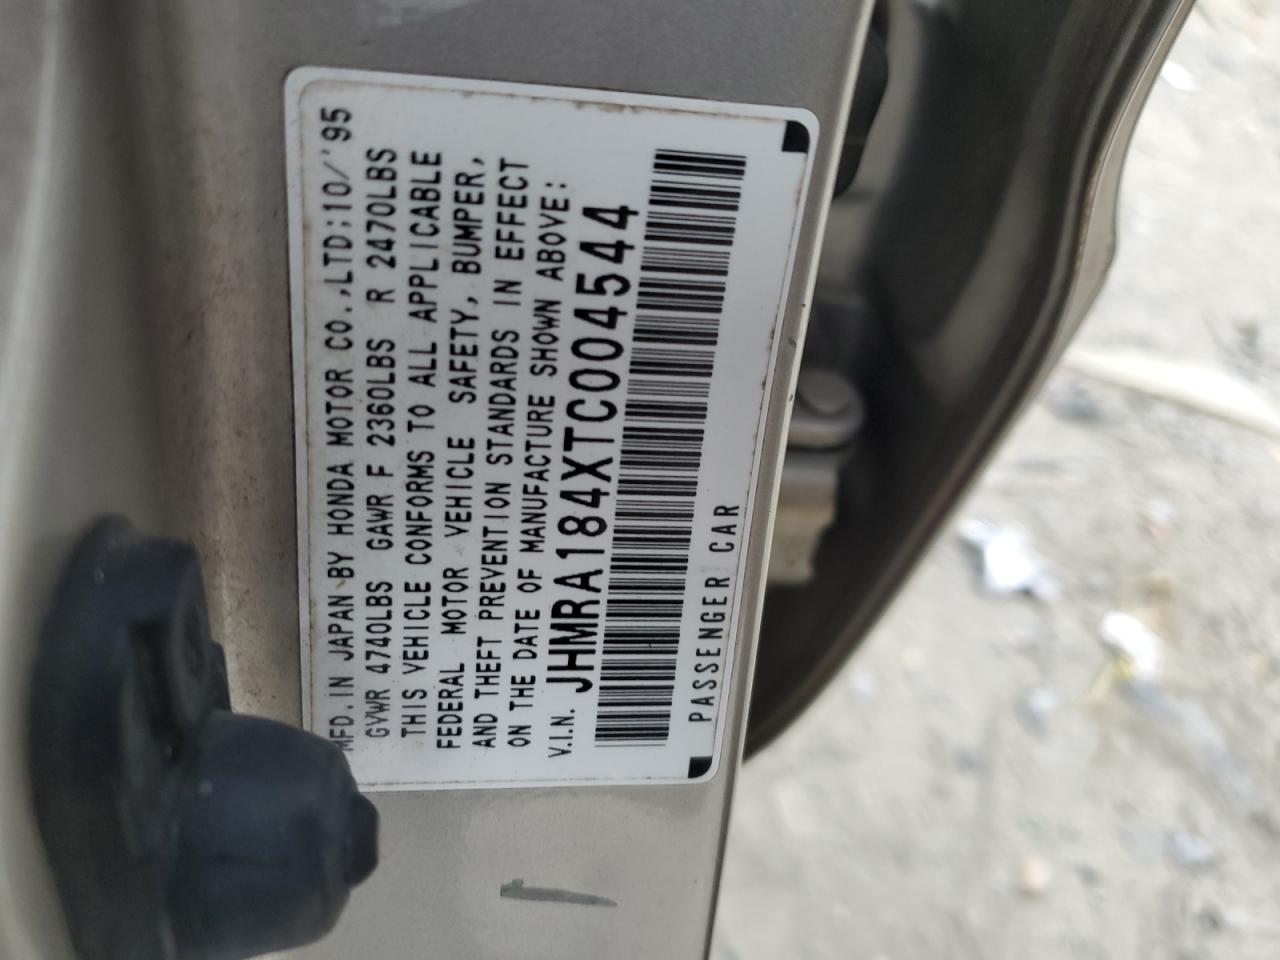 MFD. IN JAPAN BY HONDA MOTOR CO., LTD: 10/'95
GVWR 4740LBS GAWR F 2360LBS R 2470LBS
THIS VEHICLE CONFORMS TO ALL APPLICABLE
FEDERAL MOTOR VEHICLE SAFETY, BUMPER,
AND THEFT PREVENTION STANDARDS IN EFFECT
ON THE DATE OF MANUFACTURE SHOWN ABOVE:
V.I.N. JHMRA184XTC004544
PASSENGER CAR